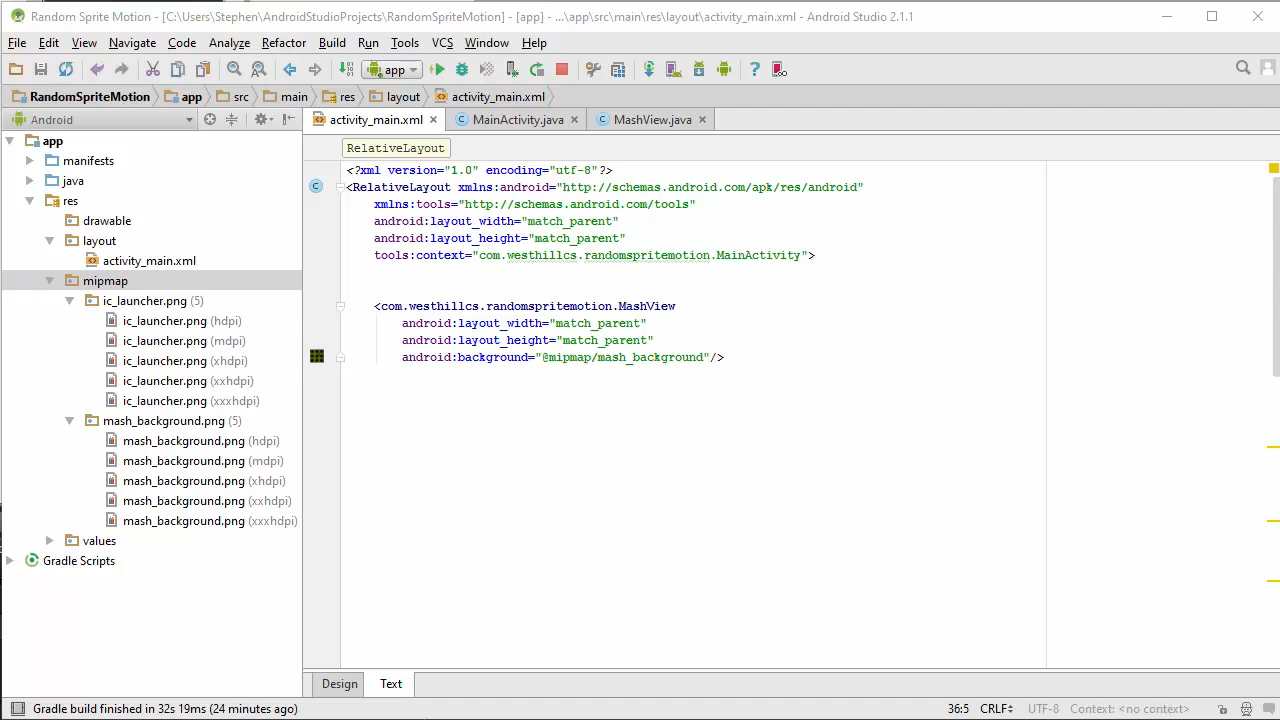 Random Sprite Motion - [C:\Users\Stephen\AndroidStudioProjects\RandomSpriteMotion] - [app] - ...\app\src\main\res\layout\activity_main.xml - Android Studio 2.1.1
File Edit View Navigate Code Analyze Refactor Build Run Tools VCS Window Help
app
RandomSpriteMotion app src main res layout activity_main.xml
Android
activity_main.xml MainActivity.java MashView.java
app
manifests
java
res
drawable
layout
activity_main.xml
mipmap
ic_launcher.png (5)
ic_launcher.png (hdpi)
ic_launcher.png (mdpi)
ic_launcher.png (xhdpi)
ic_launcher.png (xxhdpi)
ic_launcher.png (xxxhdpi)
mash_background.png (5)
mash_background.png (hdpi)
mash_background.png (mdpi)
mash_background.png (xhdpi)
mash_background.png (xxhdpi)
mash_background.png (xxxhdpi)
values
Gradle Scripts
RelativeLayout
<?xml version="1.0" encoding="utf-8"?>
<RelativeLayout xmlns:android="http://schemas.android.com/apk/res/android"
xmlns:tools="http://schemas.android.com/tools"
android:layout_width="match_parent"
android:layout_height="match_parent"
tools:context="com.westhillcs.randomspritemotion.MainActivity">
<com.westhillcs.randomspritemotion.MashView
android:layout_width="match_parent"
android:layout_height="match_parent"
android:background="@mipmap/mash_background"/>
Design Text
Gradle build finished in 32s 19ms (24 minutes ago) 36:5 CRLF UTF-8 Context: <no context>